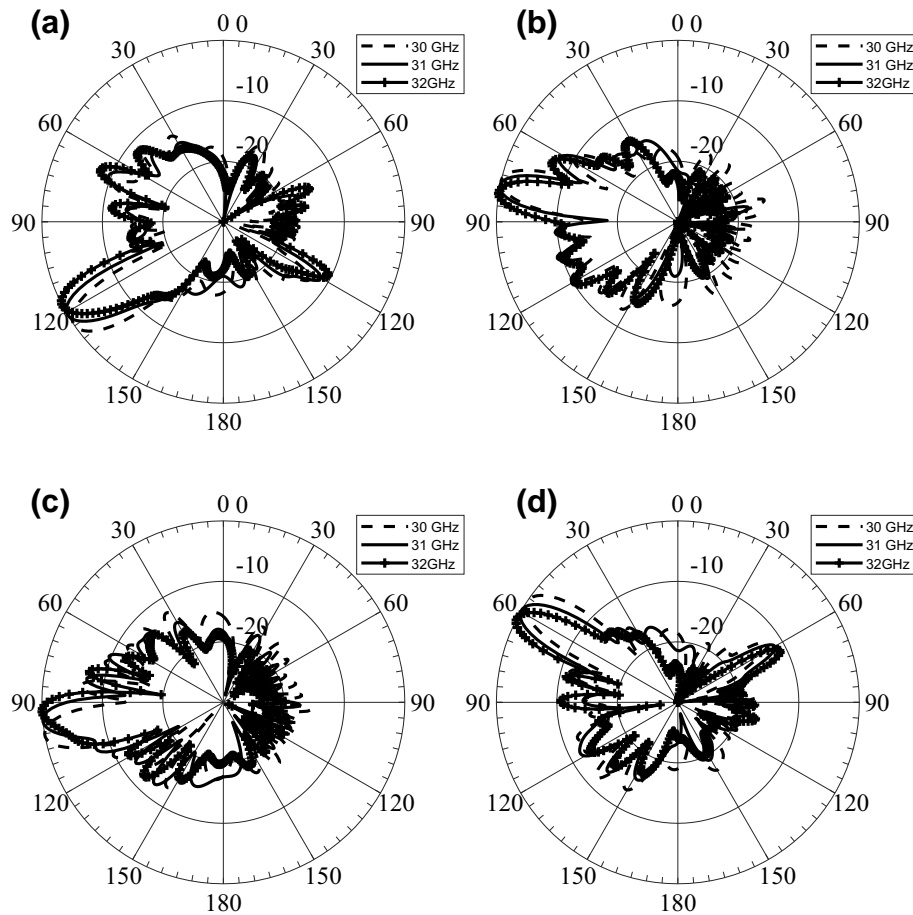 (a)
0 0
30 GHz
31 GHz
32GHz
30 30
-10
60 -20 60
90 90
120 120
150 150
180
(b)
0 0
30 GHz
31 GHz
32GHz
30 30
-10
60 -20 60
90 90
120 120
150 150
180
(c)
0 0
30 GHz
31 GHz
32GHz
30 30
-10
60 -20 60
90 90
120 120
150 150
180
(d)
0 0
30 GHz
31 GHz
32GHz
30 30
-10
60 -20 60
90 90
120 120
150 150
180